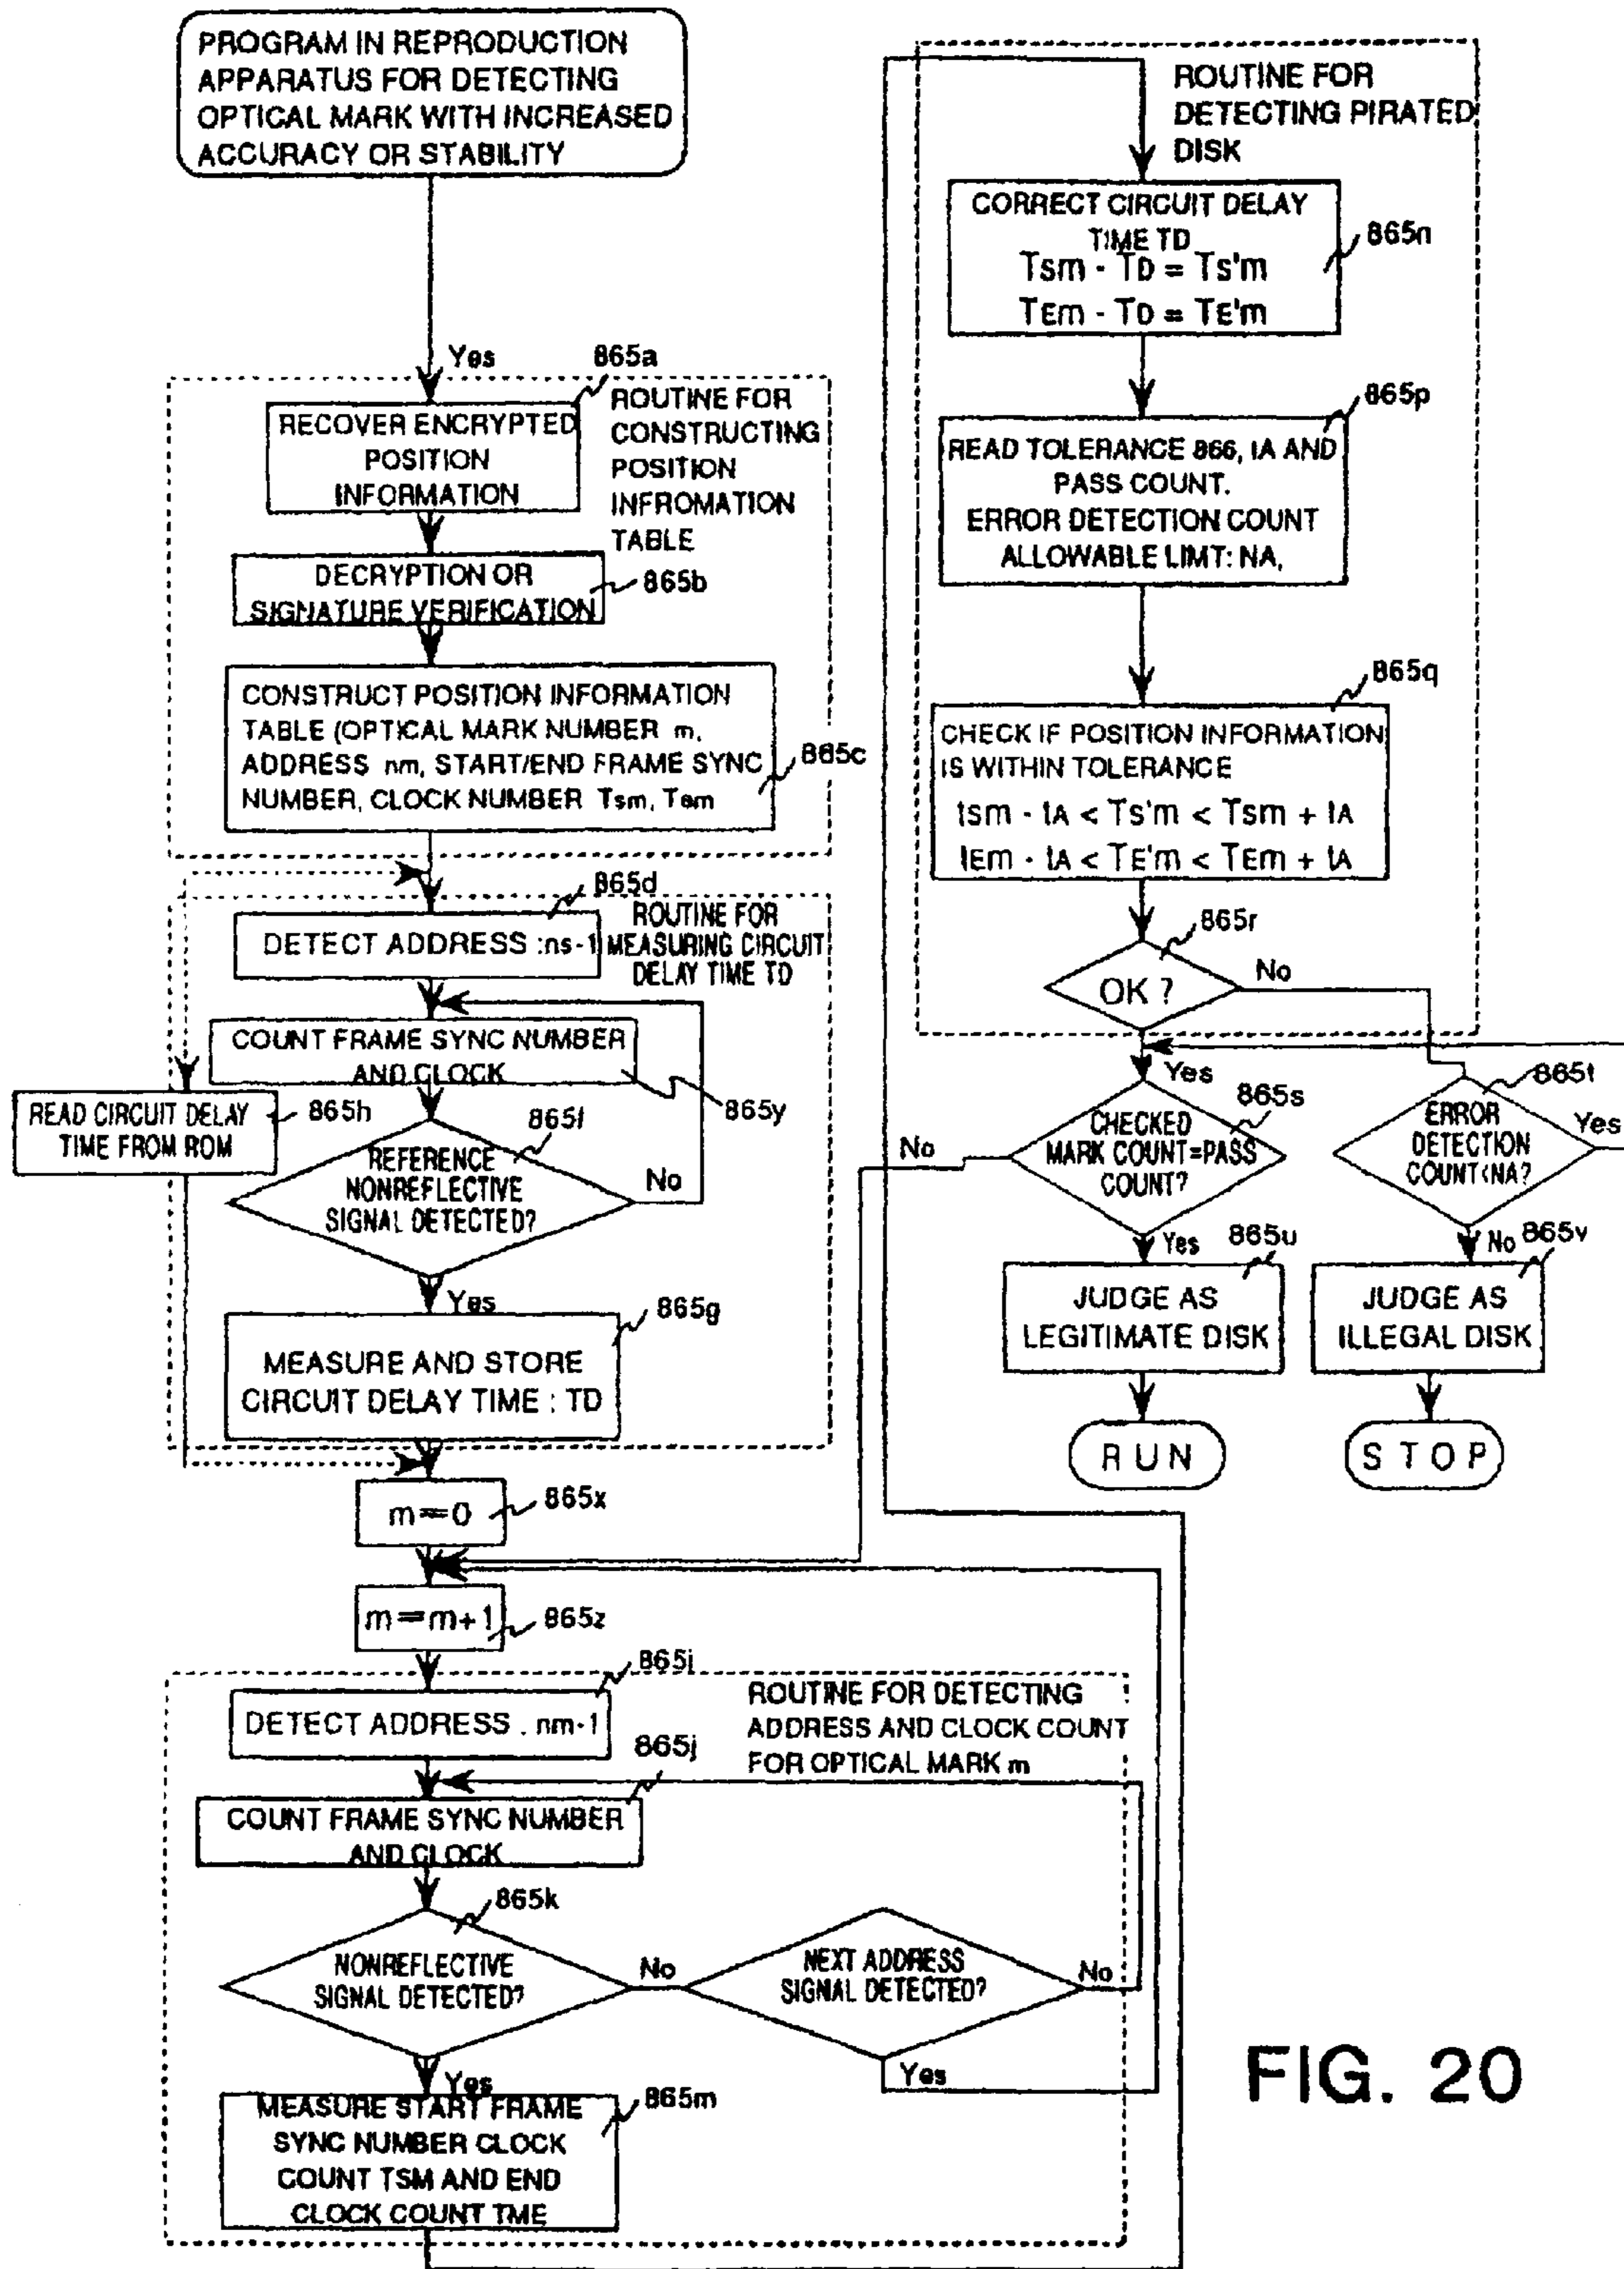 PROGRAM IN REPRODUCTION
APPARATUS FOR DETECTING
OPTICAL MARK WITH INCREASED
ACCURACY OR STABILITY
Yes
865a
RECOVER ENCRYPTED
POSITION
INFORMATION
ROUTINE FOR
CONSTRUCTING
POSITION
INFROMATION
TABLE
DECRYPTION OR
SIGNATURE VERIFICATION
865b
CONSTRUCT POSITION INFORMATION
TABLE (OPTICAL MARK NUMBER m,
ADDRESS nm, START/END FRAME SYNC
NUMBER, CLOCK NUMBER Tsm, Tem
865c
865d
DETECT ADDRESS :ns-1
ROUTINE FOR
MEASURING CIRCUIT
DELAY TIME TD
COUNT FRAME SYNC NUMBER
AND CLOCK
865y
READ CIRCUIT DELAY
TIME FROM ROM
865h
865f
REFERENCE
NONREFLECTIVE
SIGNAL DETECTED?
No
Yes
865g
MEASURE AND STORE
CIRCUIT DELAY TIME : TD
m=0
865x
m=m+1
865z
865i
DETECT ADDRESS . nm-1
ROUTINE FOR DETECTING
ADDRESS AND CLOCK COUNT
FOR OPTICAL MARK m
865j
COUNT FRAME SYNC NUMBER
AND CLOCK
865k
NONREFLECTIVE
SIGNAL DETECTED?
No
NEXT ADDRESS
SIGNAL DETECTED?
No
Yes
Yes
MEASURE START FRAME
SYNC NUMBER CLOCK
COUNT TSM AND END
CLOCK COUNT TME
865m
ROUTINE FOR
DETECTING PIRATED
DISK
CORRECT CIRCUIT DELAY
TIME TD
Tsm - TD = Ts'm
TEm - TD = TE'm
865n
865p
READ TOLERANCE 866, tA AND
PASS COUNT.
ERROR DETECTION COUNT
ALLOWABLE LIMT: NA,
865q
CHECK IF POSITION INFORMATION
IS WITHIN TOLERANCE
tsm - tA < Ts'm < Tsm + tA
tEm - tA < TE'm < TEm + tA
865r
OK ?
No
Yes
865s
CHECKED
MARK COUNT=PASS
COUNT?
No
Yes
865t
ERROR
DETECTION
COUNT<NA?
Yes
No
865u
JUDGE AS
LEGITIMATE DISK
865v
JUDGE AS
ILLEGAL DISK
RUN
STOP
FIG. 20